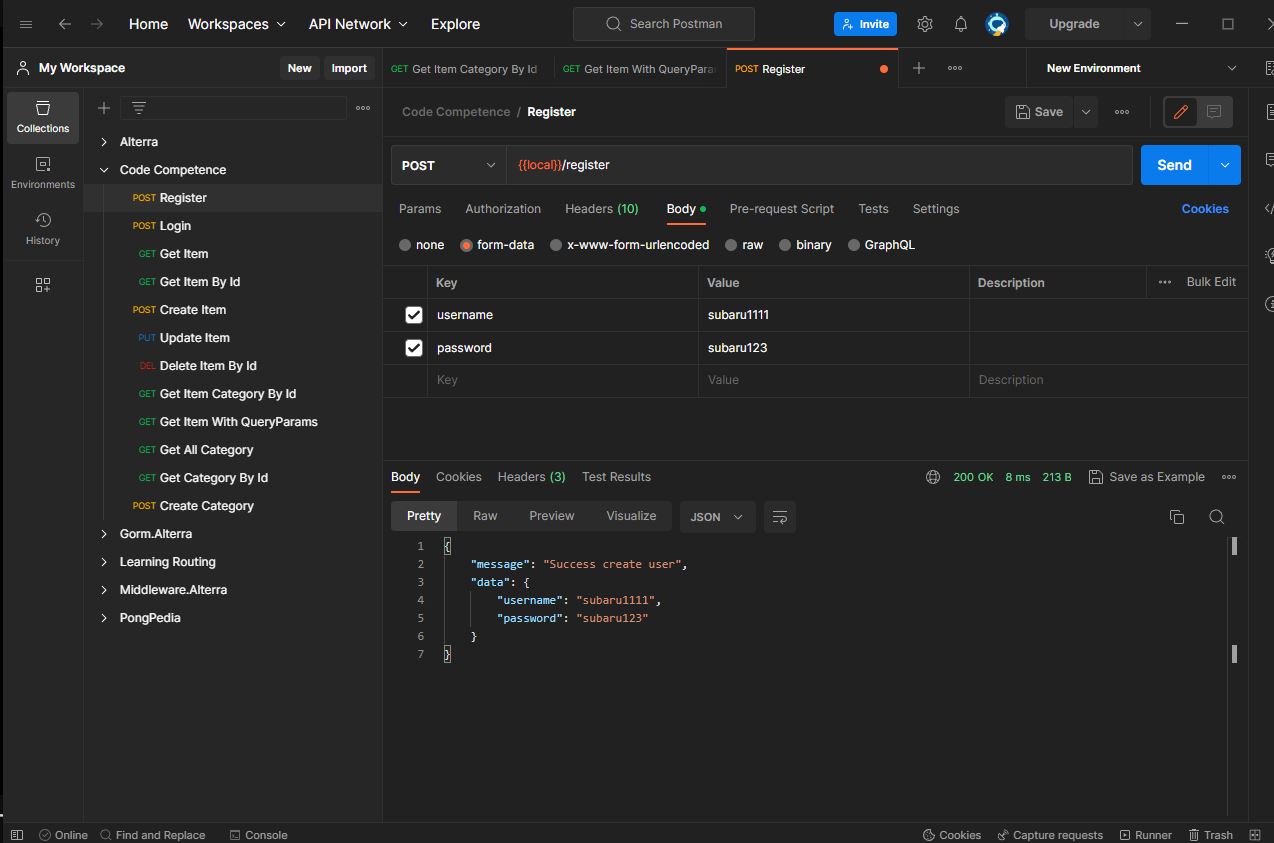 Home Workspaces API Network Explore Search Postman Invite Upgrade
My Workspace New Import
GET Get Item Category By Id GET Get Item With QueryPara POST Register New Environment
Collections
Environments
History
Alterra
Code Competence
POST Register
POST Login
GET Get Item
GET Get Item By Id
POST Create Item
PUT Update Item
DEL Delete Item By Id
GET Get Item Category By Id
GET Get Item With QueryParams
GET Get All Category
GET Get Category By Id
POST Create Category
Gorm.Alterra
Learning Routing
Middleware.Alterra
PongPedia
Code Competence / Register Save
POST {{local}}/register Send
Params Authorization Headers (10) Body Pre-request Script Tests Settings Cookies
none form-data x-www-form-urlencoded raw binary GraphQL
Key Value Description Bulk Edit
username subaru1111
password subaru123
Key Value Description
Body Cookies Headers (3) Test Results 200 OK 8 ms 213 B Save as Example
Pretty Raw Preview Visualize JSON
1 {
2 "message": "Success create user",
3 "data": {
4 "username": "subaru1111",
5 "password": "subaru123"
6 }
7 }
Online Find and Replace Console Cookies Capture requests Runner Trash